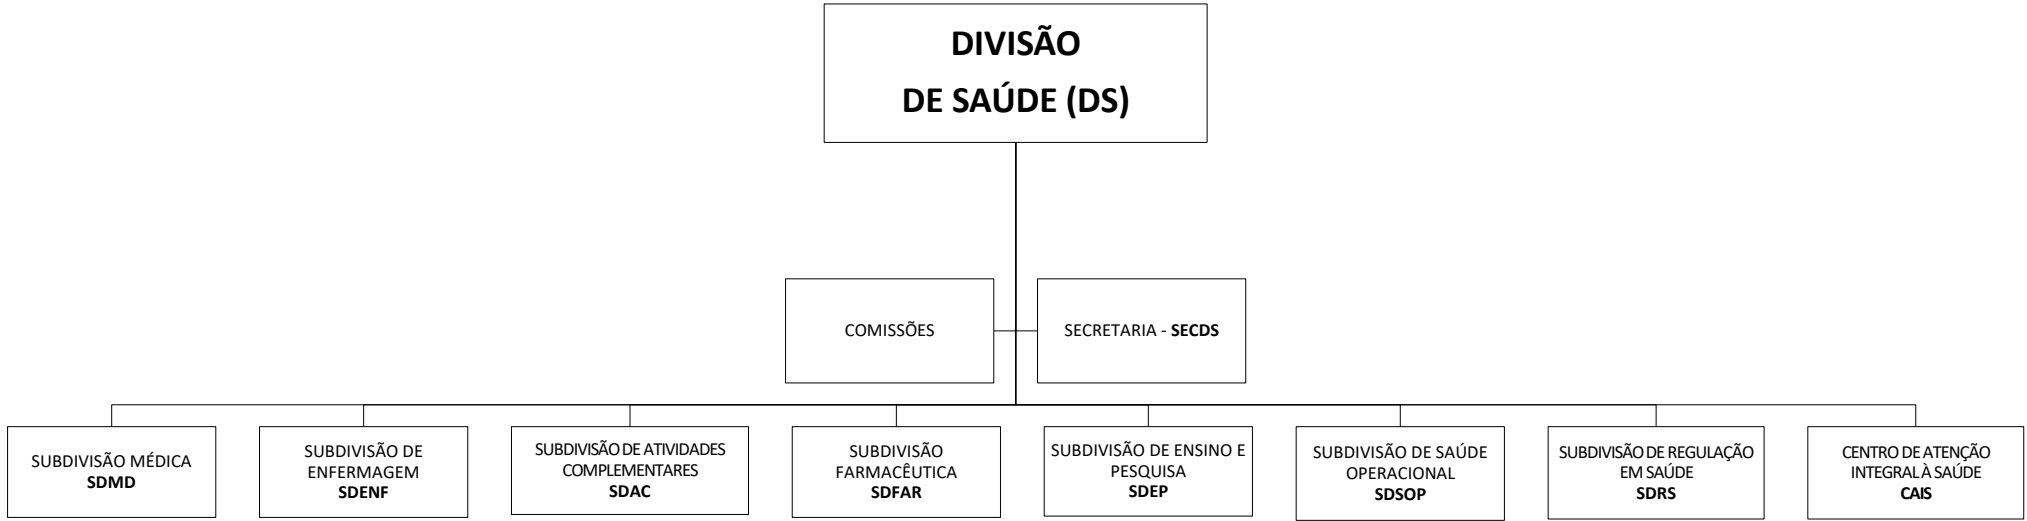 DIVISÃO
DE SAÚDE (DS)
COMISSÕES
SECRETARIA - SECDS
SUBDIVISÃO MÉDICA
SDMD
SUBDIVISÃO DE
ENFERMAGEM
SDENF
SUBDIVISÃO DE ATIVIDADES
COMPLEMENTARES
SDAC
SUBDIVISÃO
FARMACÊUTICA
SDFAR
SUBDIVISÃO DE ENSINO E
PESQUISA
SDEP
SUBDIVISÃO DE SAÚDE
OPERACIONAL
SDSOP
SUBDIVISÃO DE REGULAÇÃO
EM SAÚDE
SDRS
CENTRO DE ATENÇÃO
INTEGRAL À SAÚDE
CAIS